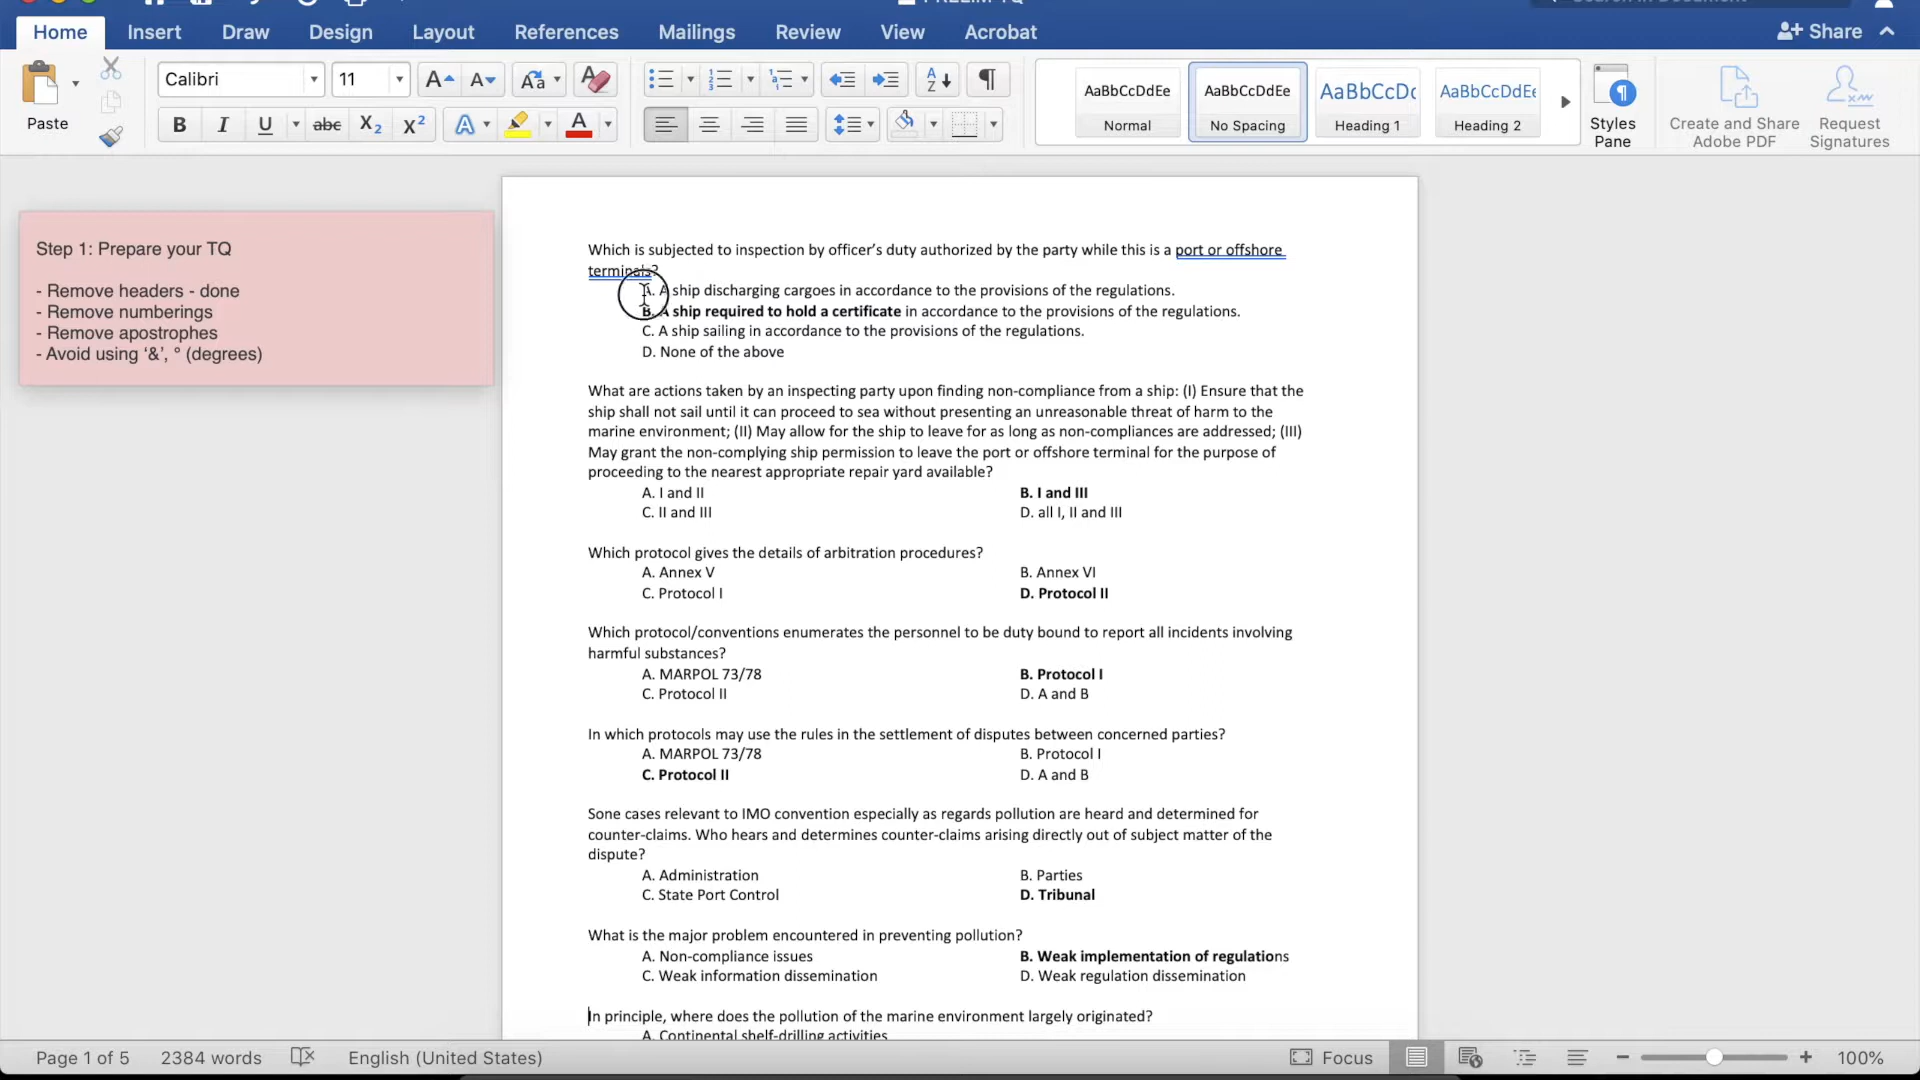 Home Insert Draw Design Layout References Mailings Review View Acrobat Share
Calibri 11
Paste
AaBbCcDdEe AaBbCcDdEe AaBbCcDc AaBbCcDdEe
Normal No Spacing Heading 1 Heading 2
Styles Pane
Create and Share Adobe PDF
Request Signatures
Step 1: Prepare your TQ
- Remove headers - done
- Remove numberings
- Remove apostrophes
- Avoid using ‘&’, ° (degrees)
Which is subjected to inspection by officer’s duty authorized by the party while this is a port or offshore
terminals?
A. A ship discharging cargoes in accordance to the provisions of the regulations.
B. A ship required to hold a certificate in accordance to the provisions of the regulations.
C. A ship sailing in accordance to the provisions of the regulations.
D. None of the above
What are actions taken by an inspecting party upon finding non-compliance from a ship: (I) Ensure that the
ship shall not sail until it can proceed to sea without presenting an unreasonable threat of harm to the
marine environment; (II) May allow for the ship to leave for as long as non-compliances are addressed; (III)
May grant the non-complying ship permission to leave the port or offshore terminal for the purpose of
proceeding to the nearest appropriate repair yard available?
A. I and II B. I and III
C. II and III D. all I, II and III
Which protocol gives the details of arbitration procedures?
A. Annex V B. Annex VI
C. Protocol I D. Protocol II
Which protocol/conventions enumerates the personnel to be duty bound to report all incidents involving
harmful substances?
A. MARPOL 73/78 B. Protocol I
C. Protocol II D. A and B
In which protocols may use the rules in the settlement of disputes between concerned parties?
A. MARPOL 73/78 B. Protocol I
C. Protocol II D. A and B
Sone cases relevant to IMO convention especially as regards pollution are heard and determined for
counter-claims. Who hears and determines counter-claims arising directly out of subject matter of the
dispute?
A. Administration B. Parties
C. State Port Control D. Tribunal
What is the major problem encountered in preventing pollution?
A. Non-compliance issues B. Weak implementation of regulations
C. Weak information dissemination D. Weak regulation dissemination
In principle, where does the pollution of the marine environment largely originated?
A. Continental shelf-drilling activities
Page 1 of 5 2384 words English (United States) Focus 100%